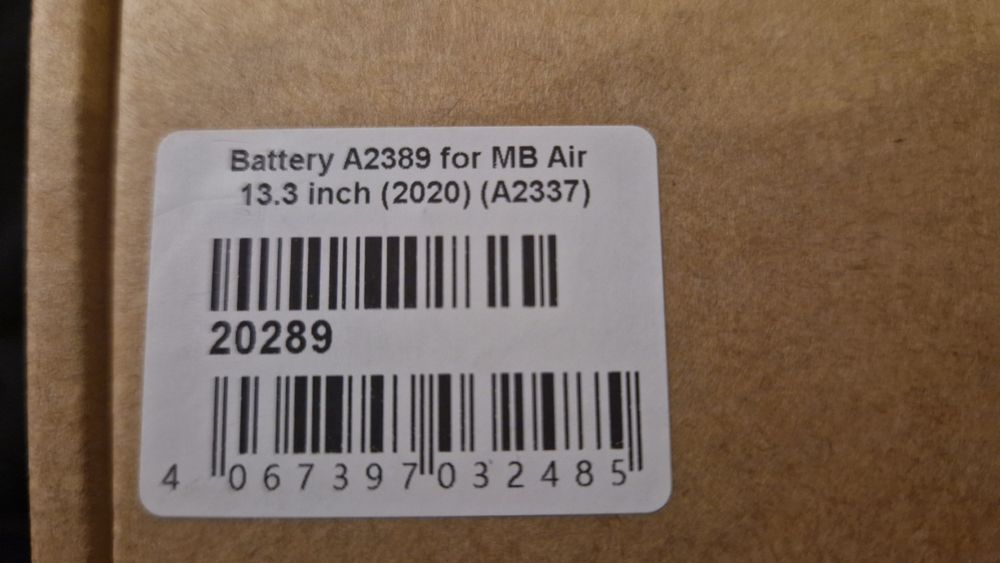 Battery A2389 for MB Air
13.3 inch (2020) (A2337)
20289
4 067397 032485